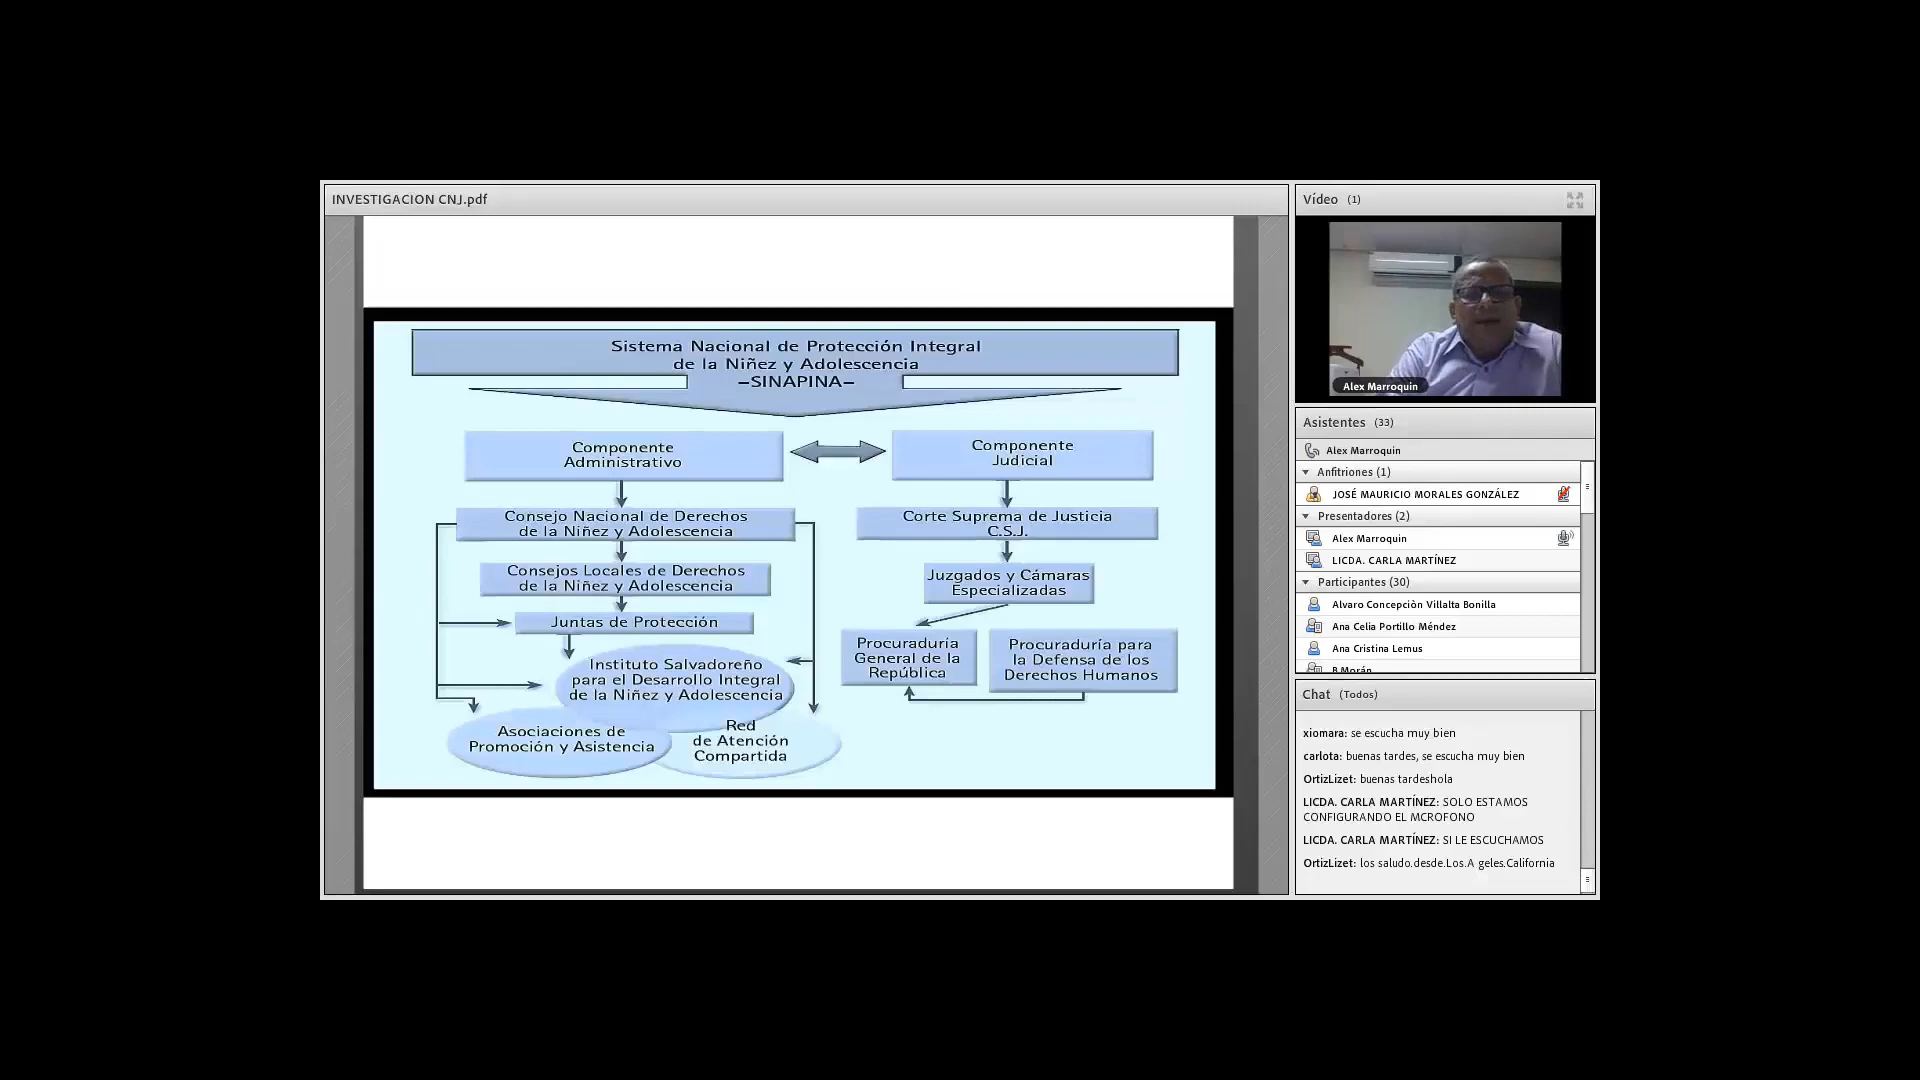 INVESTIGACION CNJ.pdf
Sistema Nacional de Protección Integral
de la Niñez y Adolescencia
–SINAPINA–
Componente
Administrativo
Componente
Judicial
Consejo Nacional de Derechos
de la Niñez y Adolescencia
Corte Suprema de Justicia
C.S.J.
Consejos Locales de Derechos
de la Niñez y Adolescencia
Juzgados y Cámaras
Especializadas
Juntas de Protección
Procuraduría
General de la
República
Procuraduría para
la Defensa de los
Derechos Humanos
Instituto Salvadoreño
para el Desarrollo Integral
de la Niñez y Adolescencia
Asociaciones de
Promoción y Asistencia
Red
de Atención
Compartida
Vídeo (1)
Alex Marroquin
Asistentes (33)
Alex Marroquin
Anfitriones (1)
JOSÉ MAURICIO MORALES GONZÁLEZ
Presentadores (2)
Alex Marroquin
LICDA. CARLA MARTÍNEZ
Participantes (30)
Alvaro Concepciòn Villalta Bonilla
Ana Celia Portillo Méndez
Ana Cristina Lemus
B Morán
Chat (Todos)
xiomara: se escucha muy bien
carlota: buenas tardes, se escucha muy bien
OrtizLizet: buenas tardeshola
LICDA. CARLA MARTÍNEZ: SOLO ESTAMOS
CONFIGURANDO EL MCROFONO
LICDA. CARLA MARTÍNEZ: SI LE ESCUCHAMOS
OrtizLizet: los saludo.desde.Los.A geles.California